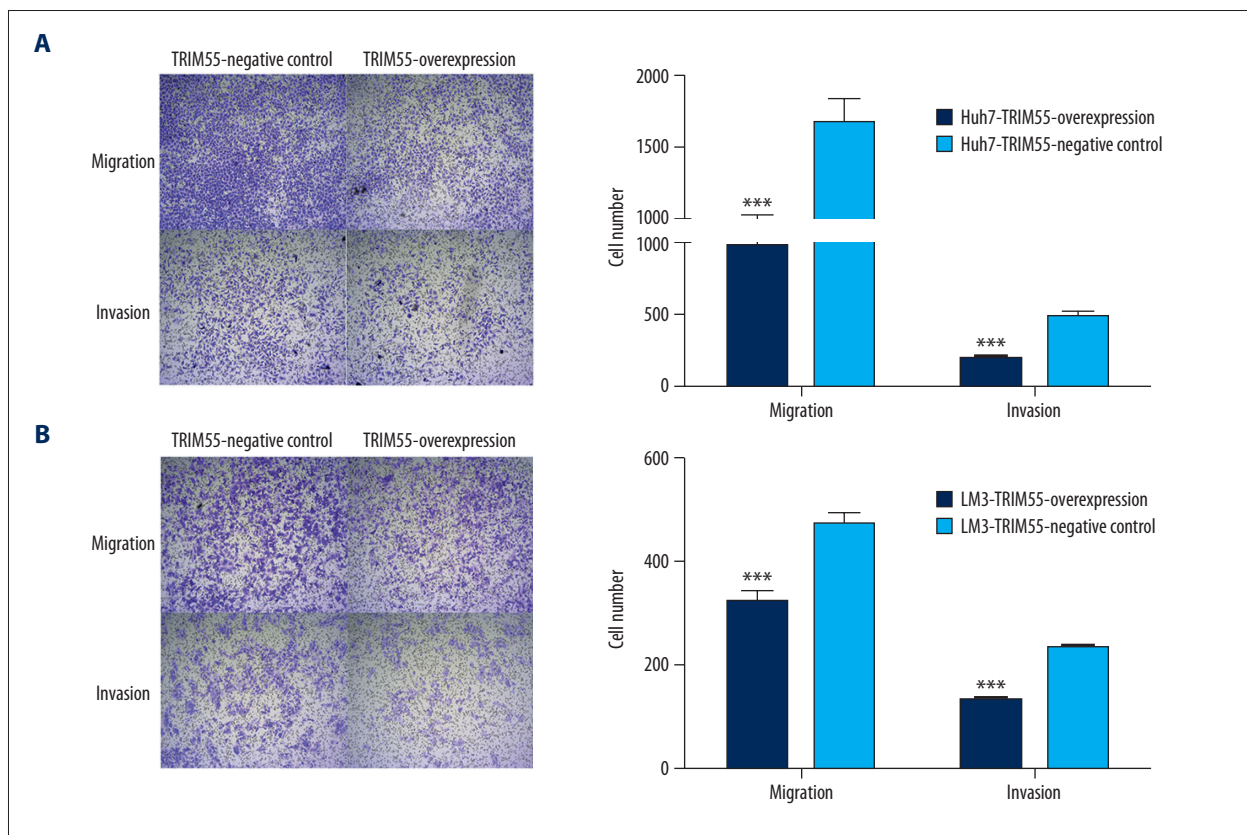 A
TRIM55-negative control
TRIM55-overexpression
Migration
Invasion
2000
1500
1000
1000
500
0
Cell number
***
***
Migration
Invasion
Huh7-TRIM55-overexpression
Huh7-TRIM55-negative control
B
TRIM55-negative control
TRIM55-overexpression
Migration
Invasion
600
400
200
0
Cell number
***
***
Migration
Invasion
LM3-TRIM55-overexpression
LM3-TRIM55-negative control